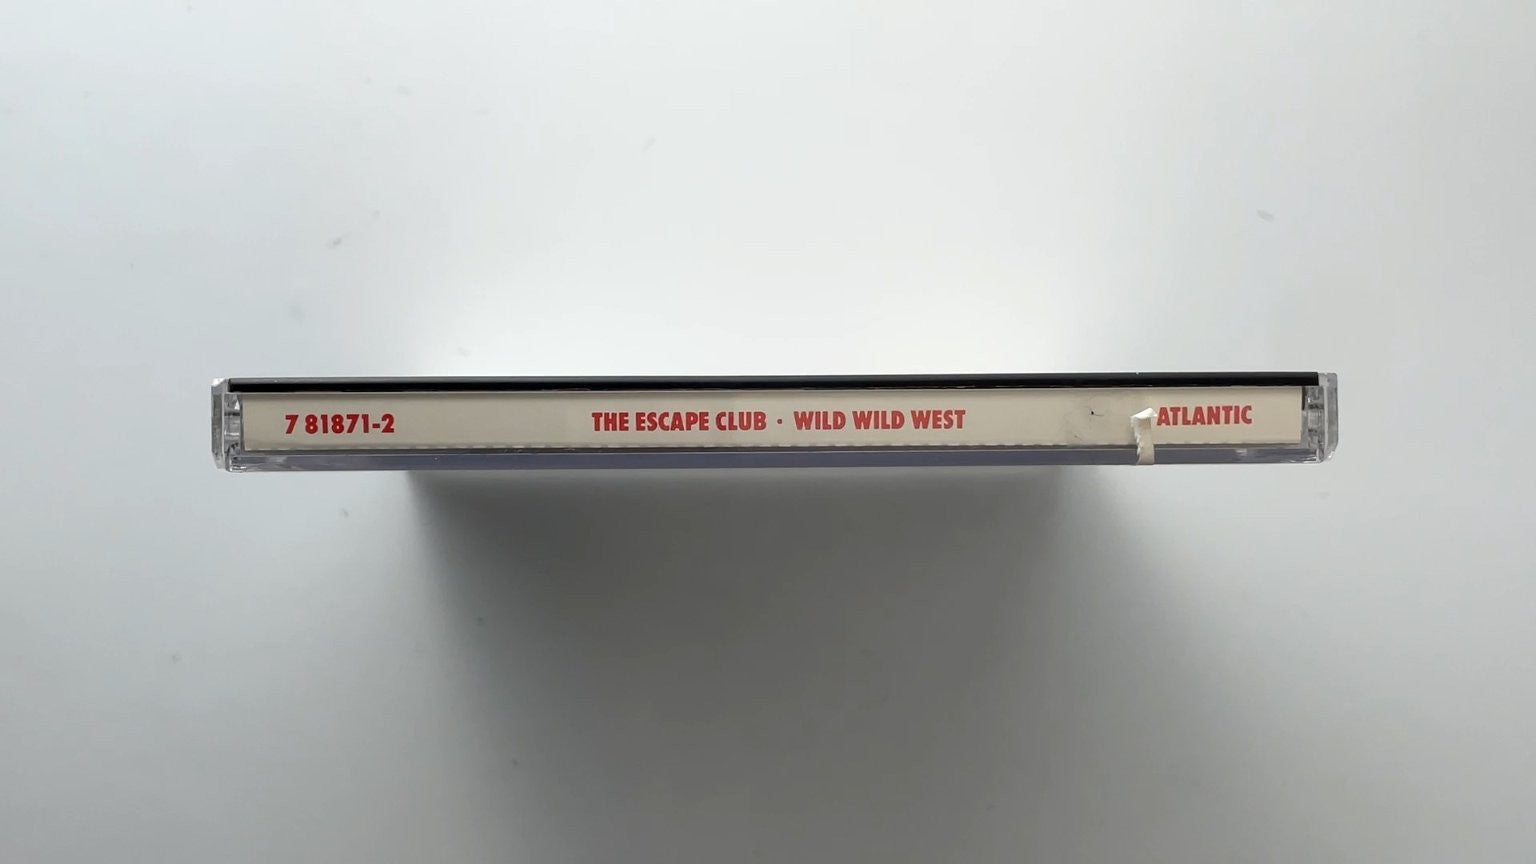 7 81871-2 THE ESCAPE CLUB · WILD WILD WEST ATLANTIC